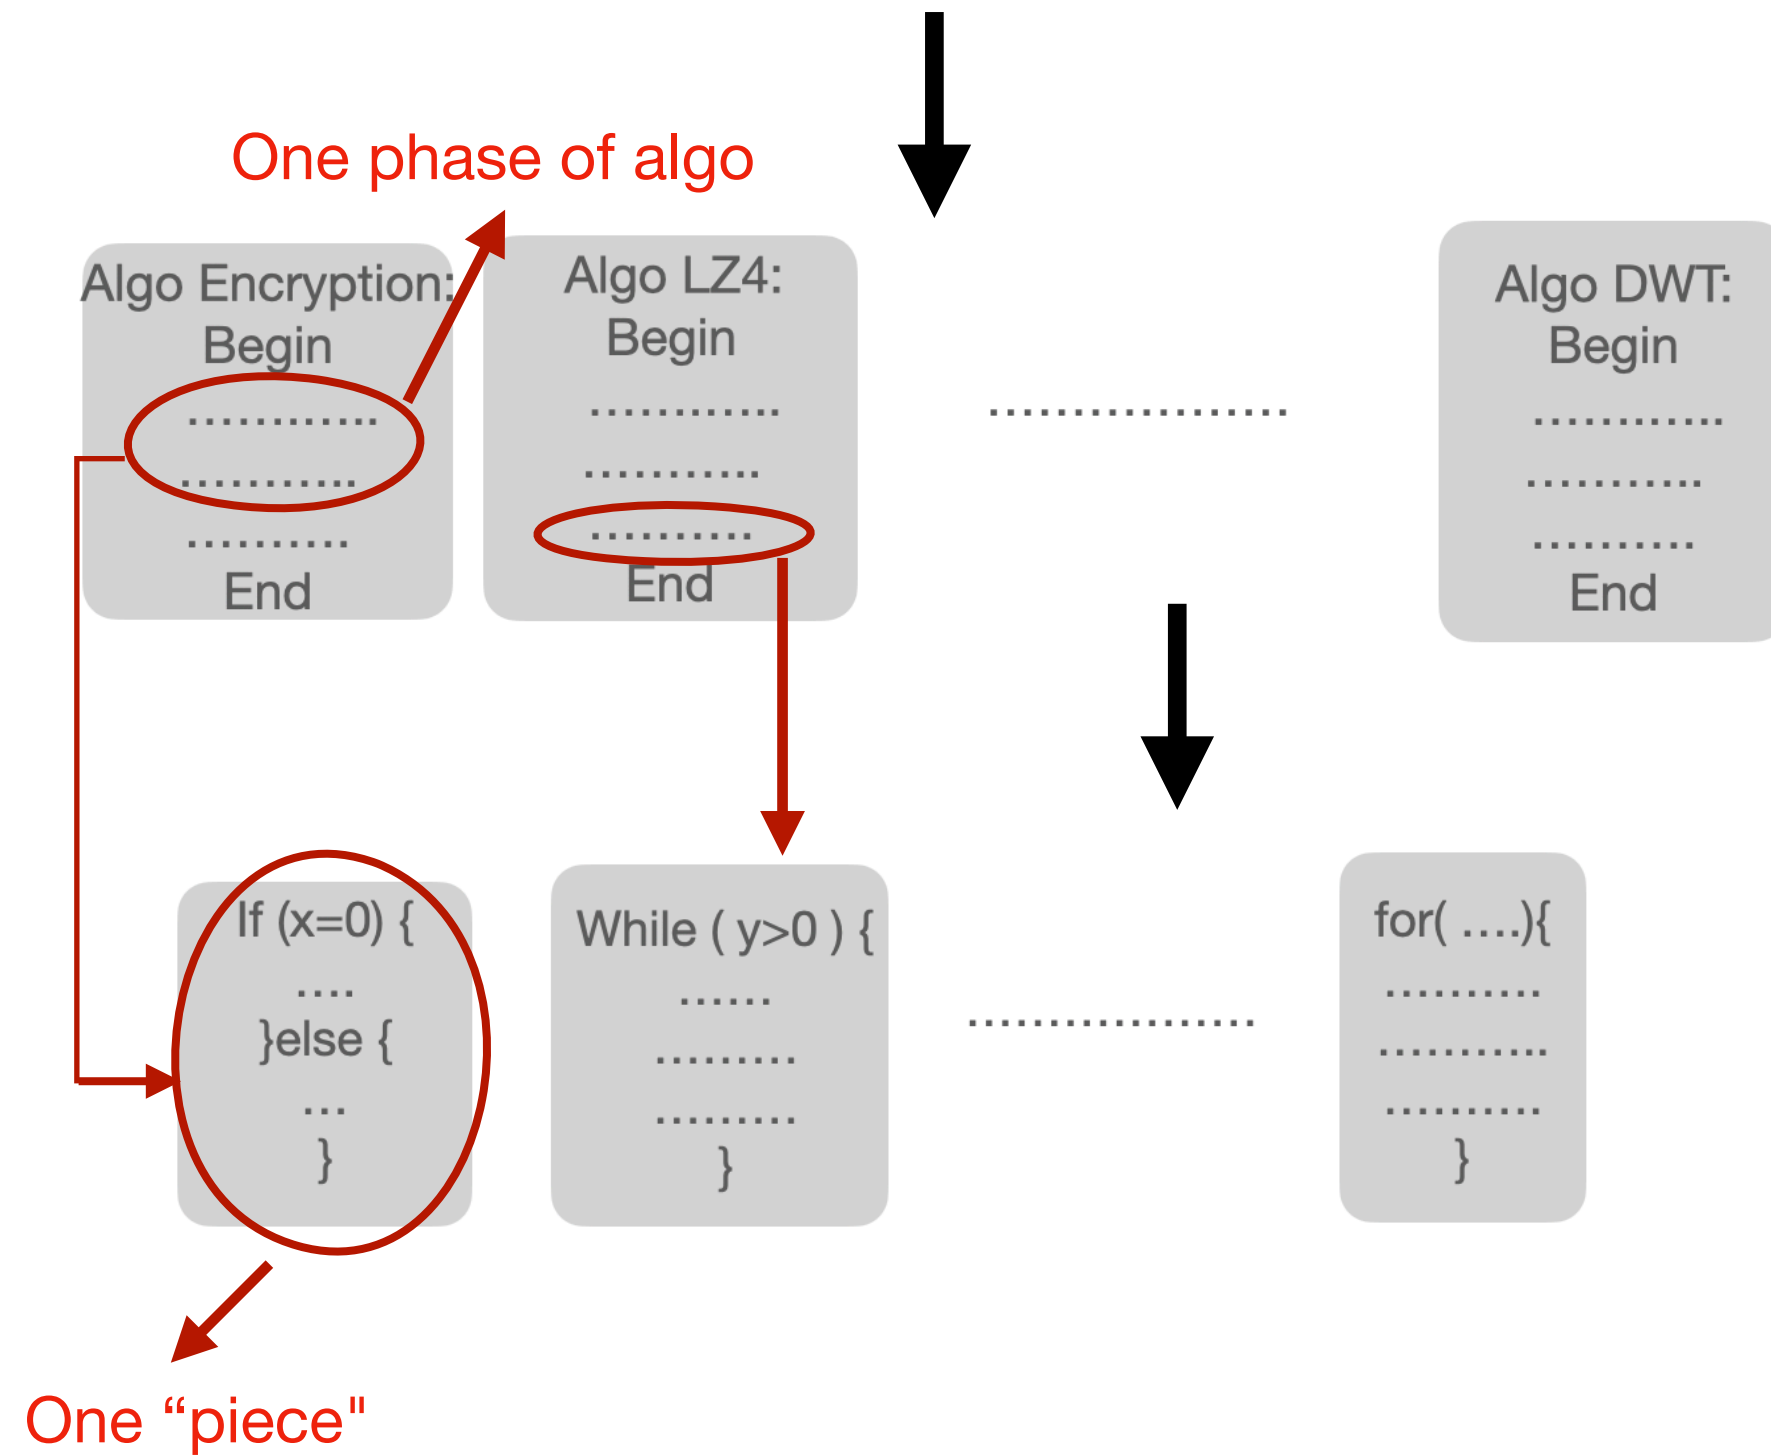 One phase of algo
Algo Encryption:
Begin
............
...........
..........
End
Algo LZ4:
Begin
............
...........
..........
End
..................
Algo DWT:
Begin
............
...........
..........
End
If (x=0) {
....
}else {
...
}
While ( y>0 ) {
......
.........
.........
}
..................
for( ....){
..........
...........
..........
}
One “piece"